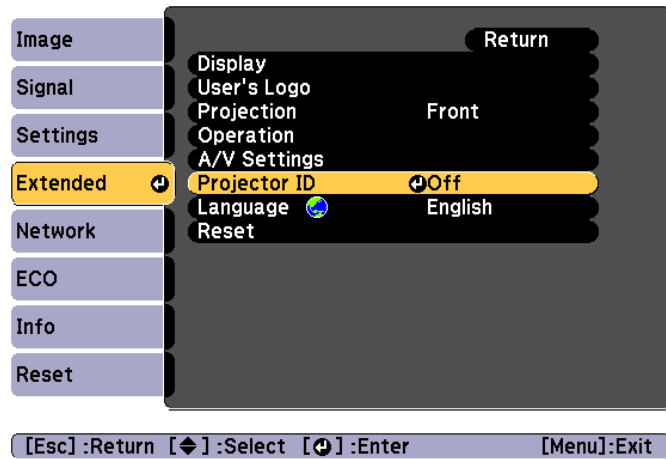 Image
Signal
Settings
Extended
Network
ECO
Info
Reset
Return
Display
User's Logo
Projection Front
Operation
A/V Settings
Projector ID Off
Language English
Reset
[Esc] :Return [◆] :Select [↵] :Enter [Menu]:Exit